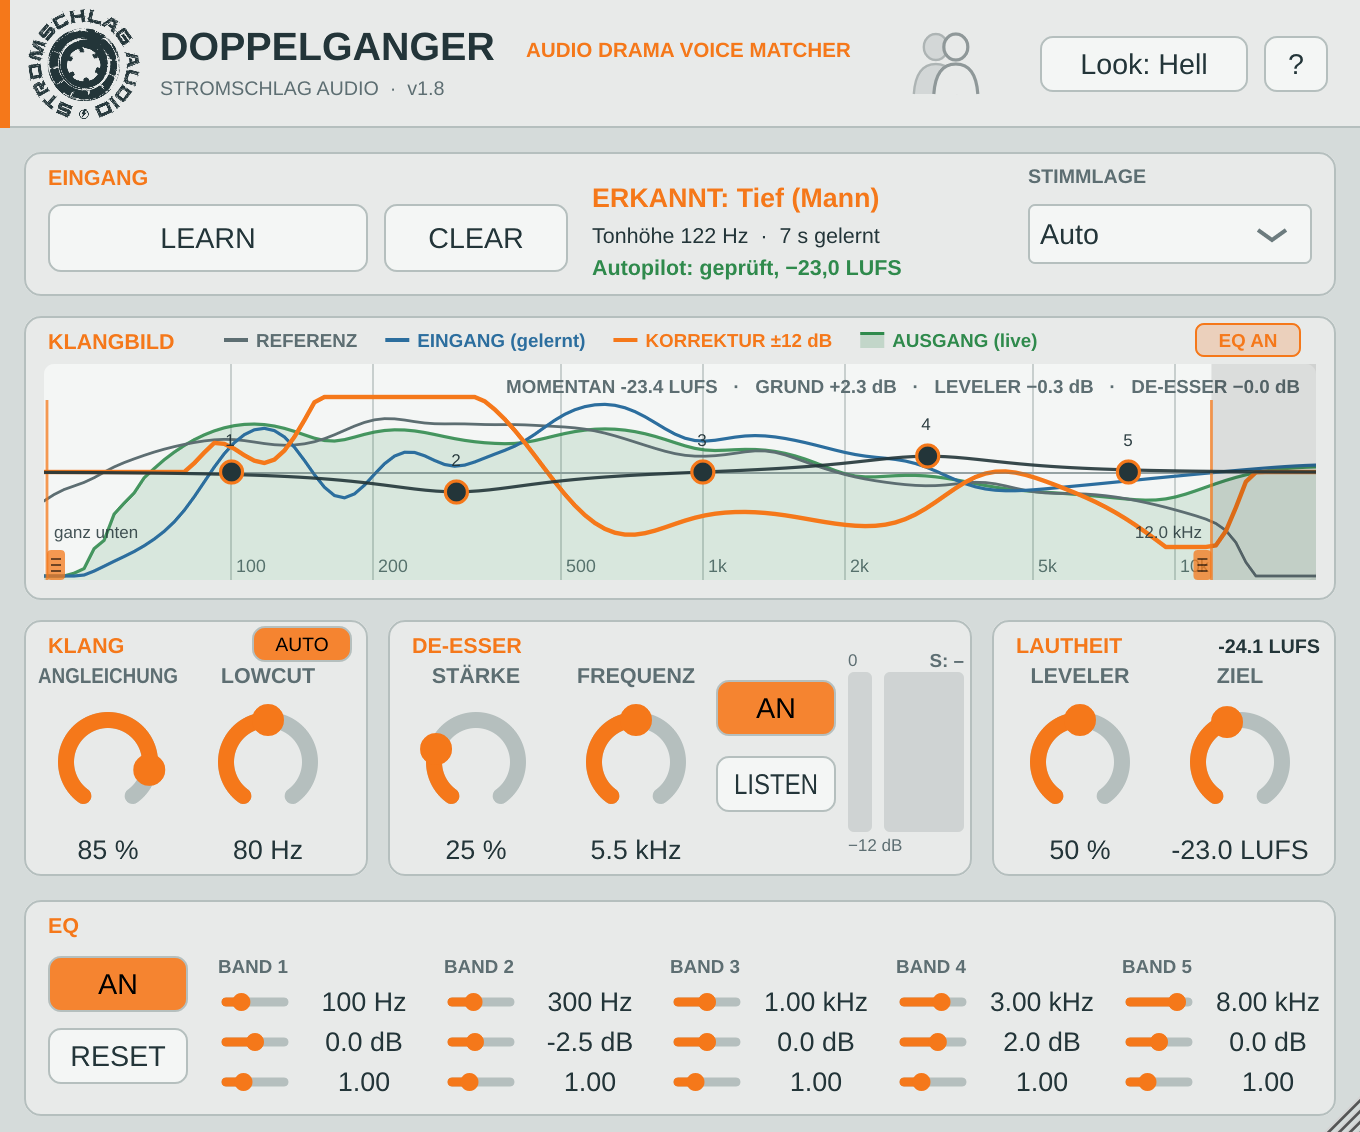 STROMSCHLAG AUDIO
DOPPELGANGER
AUDIO DRAMA VOICE MATCHER
STROMSCHLAG AUDIO · v1.8
Look: Hell
?
EINGANG
LEARN
CLEAR
ERKANNT: Tief (Mann)
Tonhöhe 122 Hz · 7 s gelernt
Autopilot: geprüft, −23,0 LUFS
STIMMLAGE
Auto
KLANGBILD
REFERENZ
EINGANG (gelernt)
KORREKTUR ±12 dB
AUSGANG (live)
EQ AN
MOMENTAN -23.4 LUFS · GRUND +2.3 dB · LEVELER −0.3 dB · DE-ESSER −0.0 dB
1
2
3
4
5
ganz unten
12.0 kHz
100
200
500
1k
2k
5k
KLANG
AUTO
ANGLEICHUNG
LOWCUT
85 %
80 Hz
DE-ESSER
STÄRKE
FREQUENZ
25 %
5.5 kHz
AN
LISTEN
0
S: –
−12 dB
LAUTHEIT
-24.1 LUFS
LEVELER
ZIEL
50 %
-23.0 LUFS
EQ
AN
RESET
BAND 1
BAND 2
BAND 3
BAND 4
BAND 5
100 Hz
300 Hz
1.00 kHz
3.00 kHz
8.00 kHz
0.0 dB
-2.5 dB
0.0 dB
2.0 dB
0.0 dB
1.00
1.00
1.00
1.00
1.00